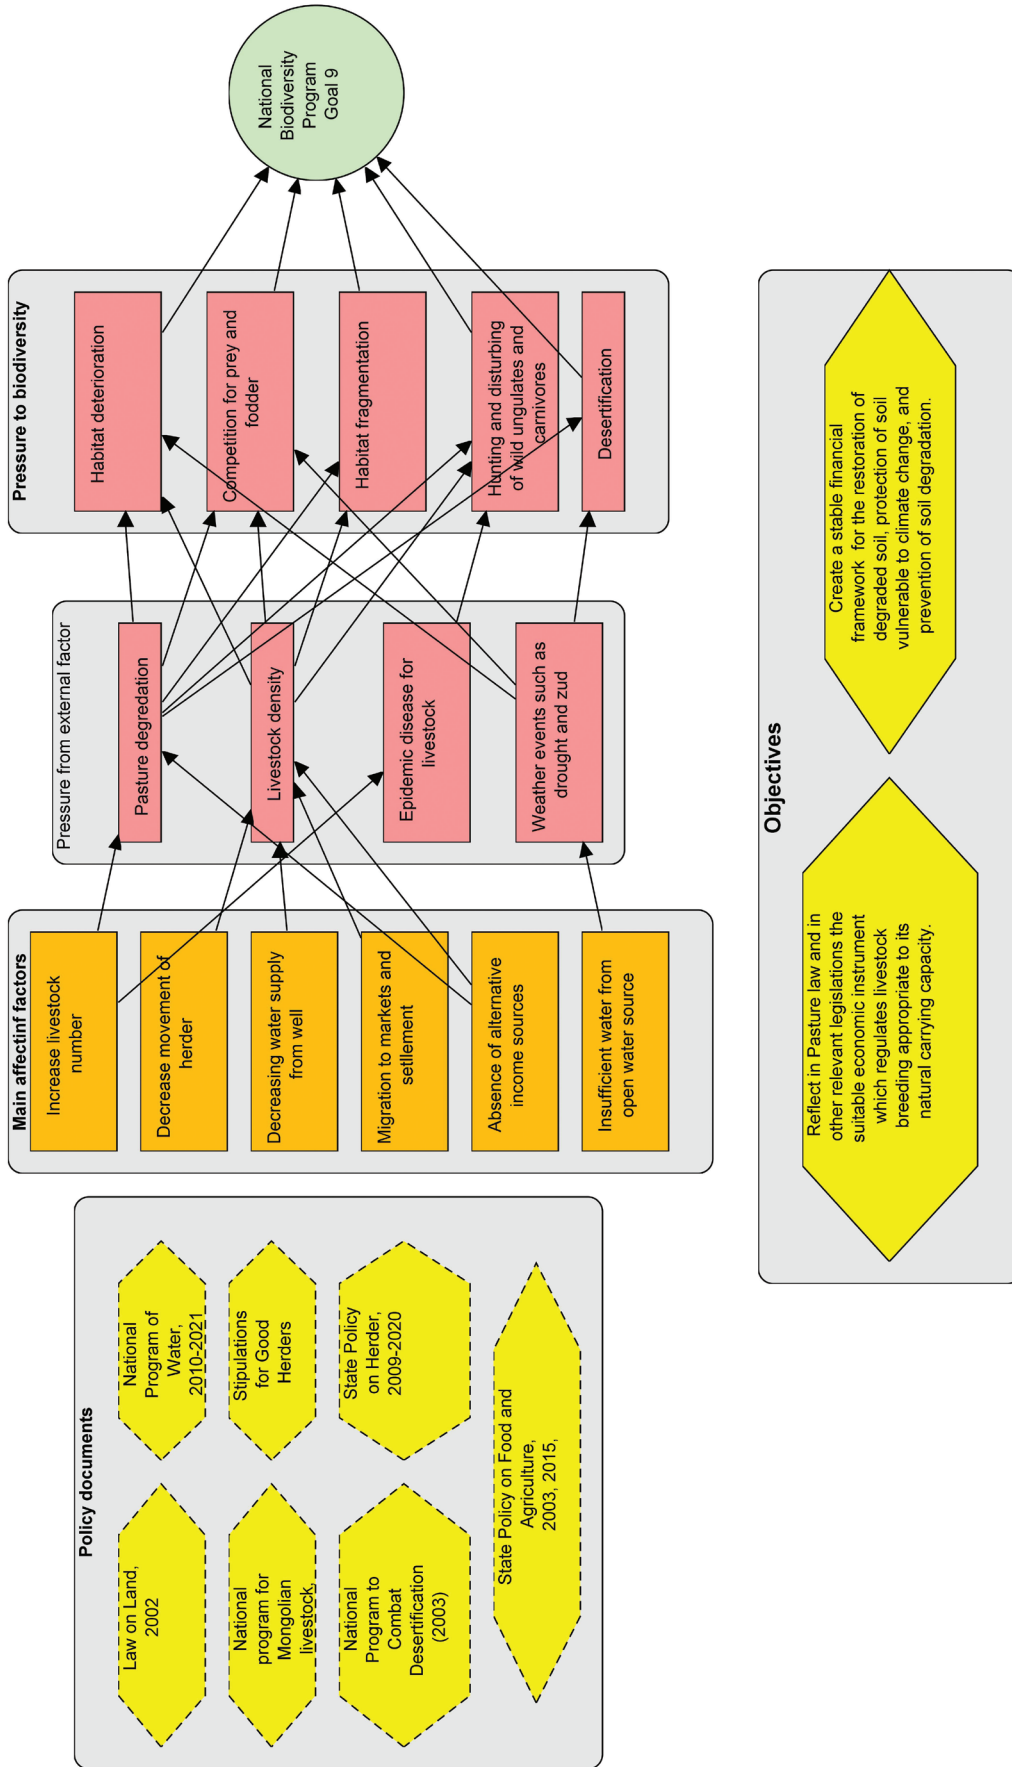 Policy documents
Law on Land,
2002
National
Program of
Water,
2010-2021
National
program for
Mongolian
livestock,
Stipulations
for Good
Herders
National
Program to
Combat
Desertification
(2003)
State Policy
on Herder,
2009-2020
State Policy on Food and
Agriculture,
2003, 2015,
Main affectinf factors
Increase livestock
number
Decrease movement of
herder
Decreasing water supply
from well
Migration to markets and
setllement
Absence of alternative
income sources
Insufficient water from
open water source
Pressure from external factor
Pasture degredation
Livestock density
Epidemic disease for
livestock
Weather events such as
drought and zud
Pressure to biodiversity
Habitat deterioration
Competition for prey and
fodder
Habitat fragmentation
Hunting and disturbing
of wild ungulates and
carnivores
Desertification
National
Biodiversity
Program
Goal 9
Objectives
Reflect in Pasture law and in
other relevant legislations the
suitable economic instrument
which regulates livestock
breeding appropriate to its
natural carrying capacity.
Create a stable financial
framework for the restoration of
degraded soil, protection of soil
vulnerable to climate change, and
prevention of soil degradation.